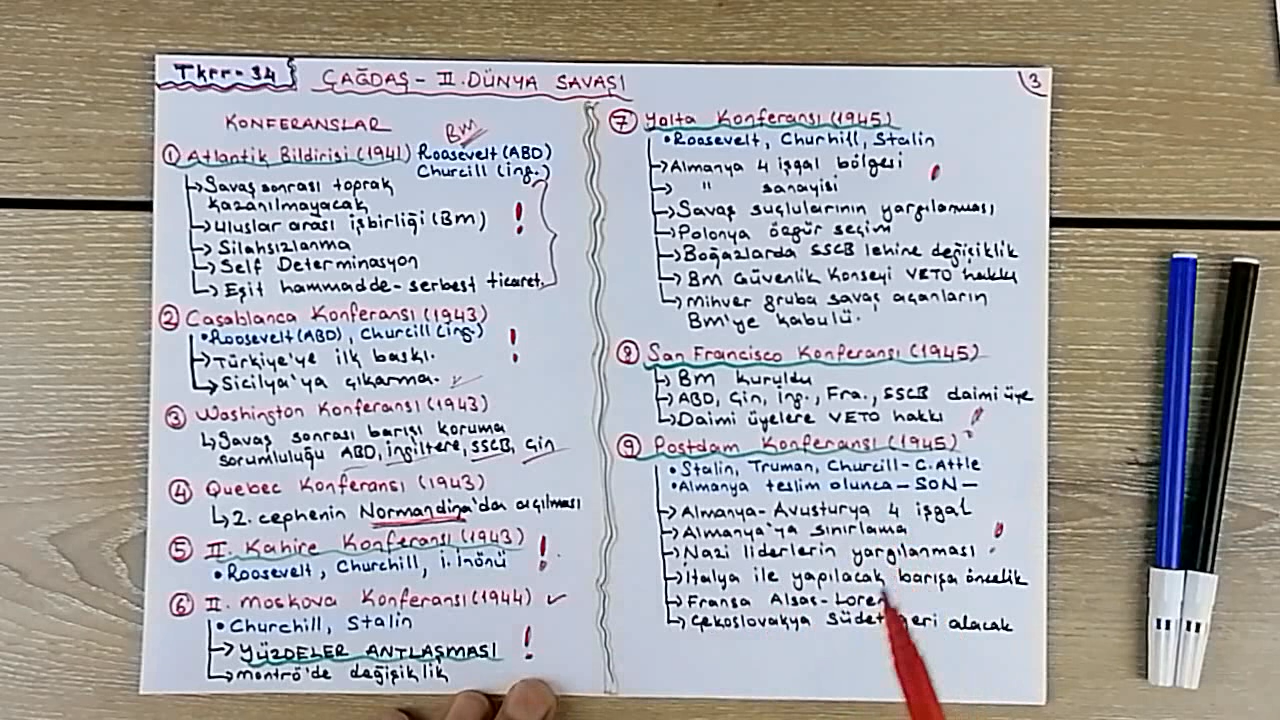 Tkrr-34
ÇAĞDAŞ - II. DÜNYA SAVAŞI
3
KONFERANSLAR
BM
① Atlantik Bildirisi (1941) Roosevelt (ABD)
Churcill (ing.)
→ Savaş sonrası toprak
kazanılmayacak
→ Uluslar arası işbirliği (BM) !
→ Silahsızlanma
→ Self Determinasyon
→ Eşit hammadde - serbest ticaret.
② Casablanca Konferansı (1943)
• Roosevelt (ABD), Churcill (ing.) !
→ Türkiye'ye ilk baskı.
→ Sicilya'ya çıkarma.
③ Washington Konferansı (1943)
↳ Savaş sonrası barışı koruma
sorumluluğu ABD, ingiltere, SSCB, Çin
④ Quebec Konferansı (1943)
↳ 2. cephenin Normandiya'da açılması
⑤ II. Kahire Konferansı (1943) !
• Roosevelt, Churchill, i. inönü
⑥ II. Moskova Konferansı (1944) ✓
• Churchill, Stalin
→ YÜZDELER ANTLAŞMASI !
→ Montrö'de değişiklik
⑦ Yalta Konferansı (1945)
• Roosevelt, Churhill, Stalin
→ Almanya 4 işgal bölgesi !
→ " sanayisi
→ Savaş suçlularının yargılanması
→ Polonya özgür seçim
→ Boğazlarda SSCB lehine değişiklik
→ BM Güvenlik Konseyi VETO hakkı
→ Mihver gruba savaş açanların
BM'ye kabulü.
⑧ San Francisco Konferansı (1945)
→ BM kuruldu
→ ABD, Çin, ing., Fra., SSCB daimi üye
→ Daimi üyelere VETO hakkı !
⑨ Postdam Konferansı (1945)
• Stalin, Truman, Churcill - C. Attle
• Almanya teslim olunca - SON -
→ Almanya - Avusturya 4 işgal
→ Almanya'ya sınırlama !
→ Nazi liderlerin yargılanması
→ İtalya ile yapılacak barışa öncelik
→ Fransa Alsas-Loren
→ Çekoslovakya Südet geri alacak